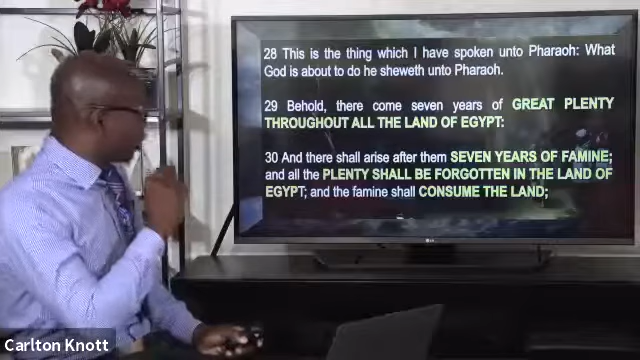 28 This is the thing which I have spoken unto Pharaoh: What
God is about to do he sheweth unto Pharaoh.
29 Behold, there come seven years of GREAT PLENTY
THROUGHOUT ALL THE LAND OF EGYPT:
30 And there shall arise after them SEVEN YEARS OF FAMINE;
and all the PLENTY SHALL BE FORGOTTEN IN THE LAND OF
EGYPT; and the famine shall CONSUME THE LAND;
LG
Carlton Knott